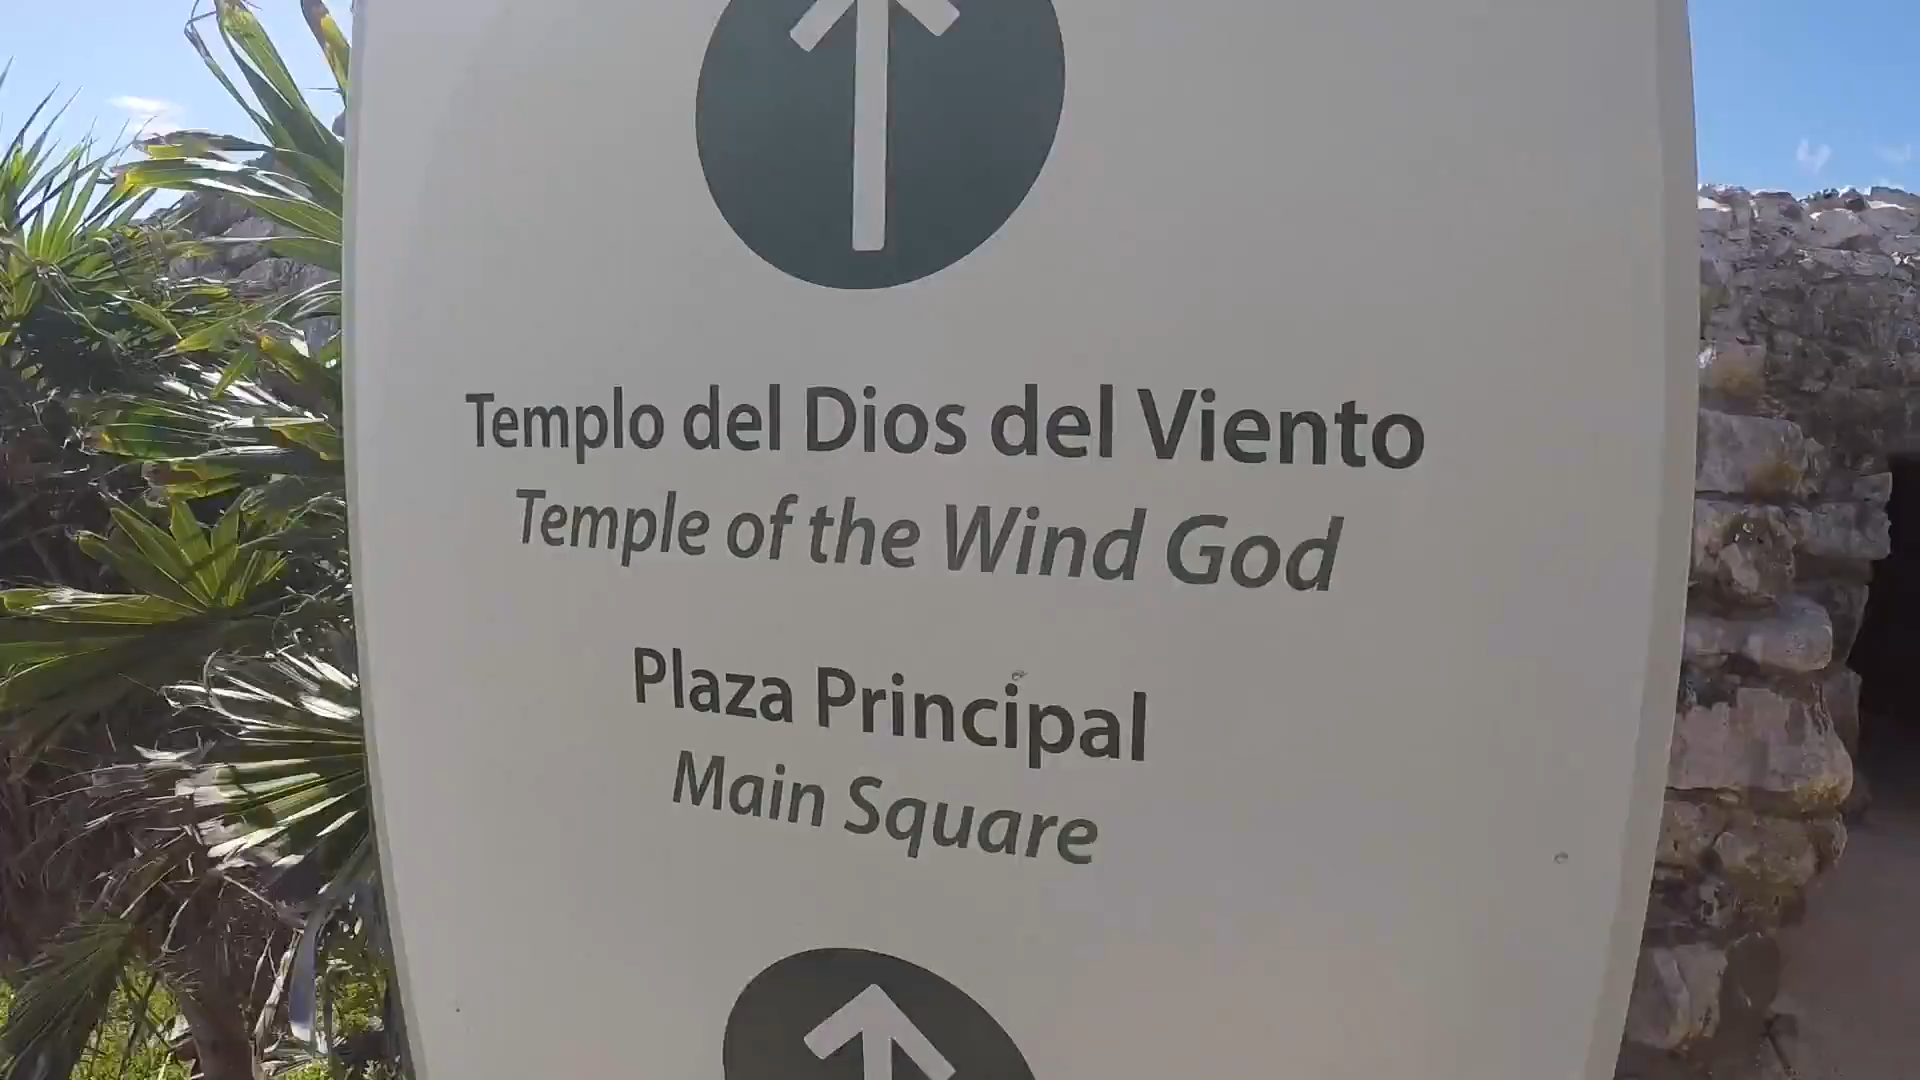 Templo del Dios del Viento
Temple of the Wind God
Plaza Principal
Main Square